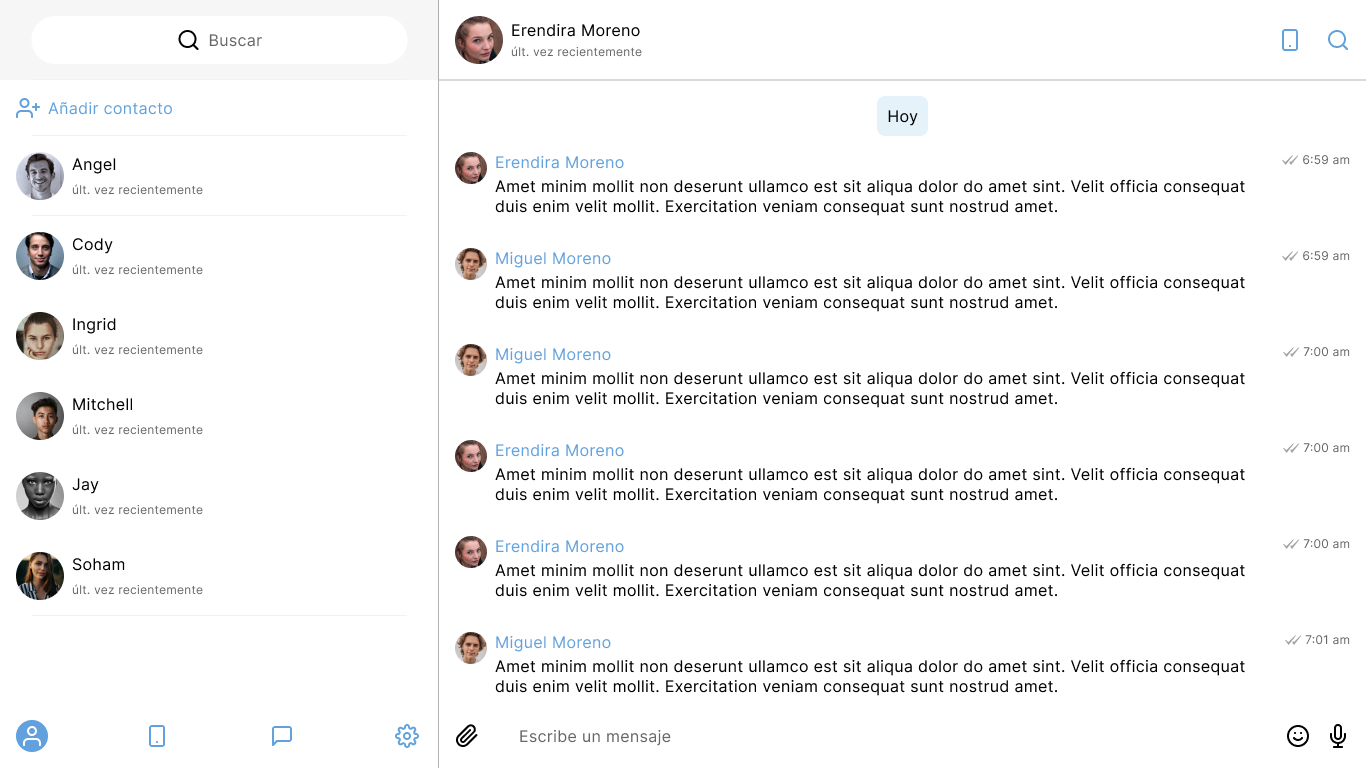 Buscar
Añadir contacto
Angel
últ. vez recientemente
Cody
últ. vez recientemente
Ingrid
últ. vez recientemente
Mitchell
últ. vez recientemente
Jay
últ. vez recientemente
Soham
últ. vez recientemente
Erendira Moreno
últ. vez recientemente
Hoy
Erendira Moreno 6:59 am
Amet minim mollit non deserunt ullamco est sit aliqua dolor do amet sint. Velit officia consequat
duis enim velit mollit. Exercitation veniam consequat sunt nostrud amet.
Miguel Moreno 6:59 am
Amet minim mollit non deserunt ullamco est sit aliqua dolor do amet sint. Velit officia consequat
duis enim velit mollit. Exercitation veniam consequat sunt nostrud amet.
Miguel Moreno 7:00 am
Amet minim mollit non deserunt ullamco est sit aliqua dolor do amet sint. Velit officia consequat
duis enim velit mollit. Exercitation veniam consequat sunt nostrud amet.
Erendira Moreno 7:00 am
Amet minim mollit non deserunt ullamco est sit aliqua dolor do amet sint. Velit officia consequat
duis enim velit mollit. Exercitation veniam consequat sunt nostrud amet.
Erendira Moreno 7:00 am
Amet minim mollit non deserunt ullamco est sit aliqua dolor do amet sint. Velit officia consequat
duis enim velit mollit. Exercitation veniam consequat sunt nostrud amet.
Miguel Moreno 7:01 am
Amet minim mollit non deserunt ullamco est sit aliqua dolor do amet sint. Velit officia consequat
duis enim velit mollit. Exercitation veniam consequat sunt nostrud amet.
Escribe un mensaje